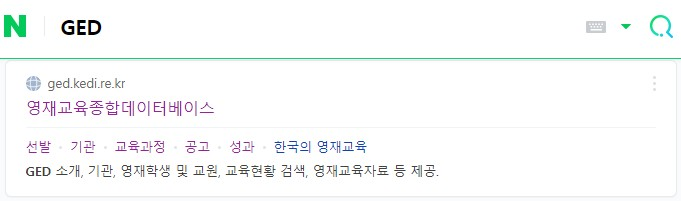 N GED
ged.kedi.re.kr
영재교육종합데이터베이스
선발 · 기관 · 교육과정 · 공고 · 성과 · 한국의 영재교육
GED 소개, 기관, 영재학생 및 교원, 교육현황 검색, 영재교육자료 등 제공.